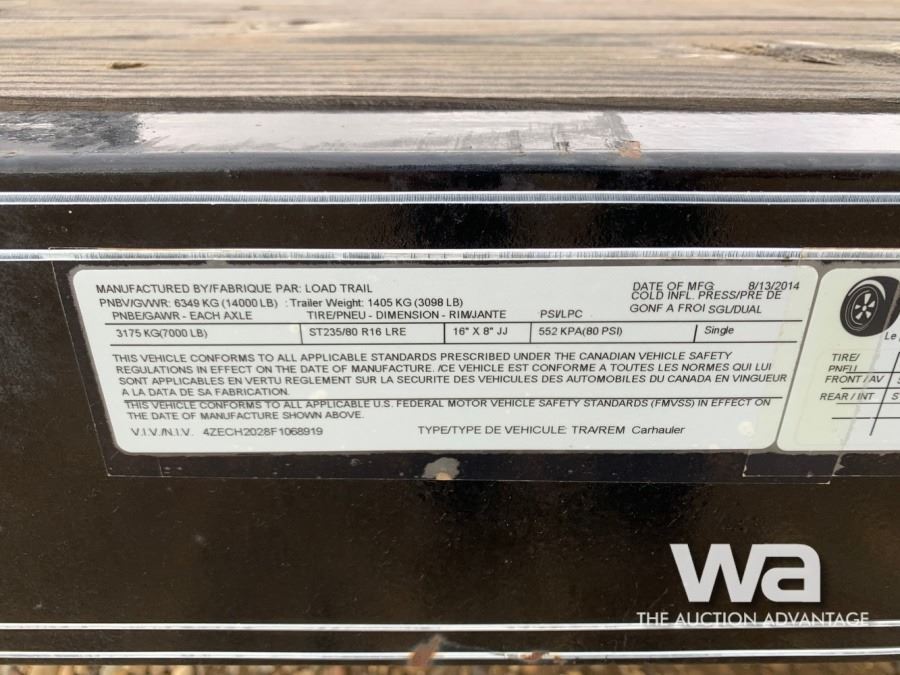 MANUFACTURED BY/FABRIQUE PAR: LOAD TRAIL
DATE OF MFG 8/13/2014
PNBV/GVWR: 6349 KG (14000 LB) : Trailer Weight: 1405 KG (3098 LB)
COLD INFL. PRESS/PRE DE
GONF A FROI SGL/DUAL
PNBE/GAWR - EACH AXLE TIRE/PNEU - DIMENSION - RIM/JANTE PSI/LPC
3175 KG(7000 LB) ST235/80 R16 LRE 16" X 8" JJ 552 KPA(80 PSI) Single
THIS VEHICLE CONFORMS TO ALL APPLICABLE STANDARDS PRESCRIBED UNDER THE CANADIAN VEHICLE SAFETY
REGULATIONS IN EFFECT ON THE DATE OF MANUFACTURE. /CE VEHICLE EST CONFORME A TOUTES LES NORMES QUI LUI
SONT APPLICABLES EN VERTU REGLEMENT SUR LA SECURITE DES VEHICULES DES AUTOMOBILES DU CANADA EN VINGUEUR
A LA DATA DE SA FABRICATION.
THIS VEHICLE CONFORMS TO ALL APPLICABLE U.S. FEDERAL MOTOR VEHICLE SAFETY STANDARDS (FMVSS) IN EFFECT ON
THE DATE OF MANUFACTURE SHOWN ABOVE.
V.I.V./N.I.V. 4ZECH2028F1068919 TYPE/TYPE DE VEHICULE: TRA/REM Carhauler
Le
TIRE/
PNEU
FRONT / AV
REAR / INT
wa
THE AUCTION ADVANTAGE